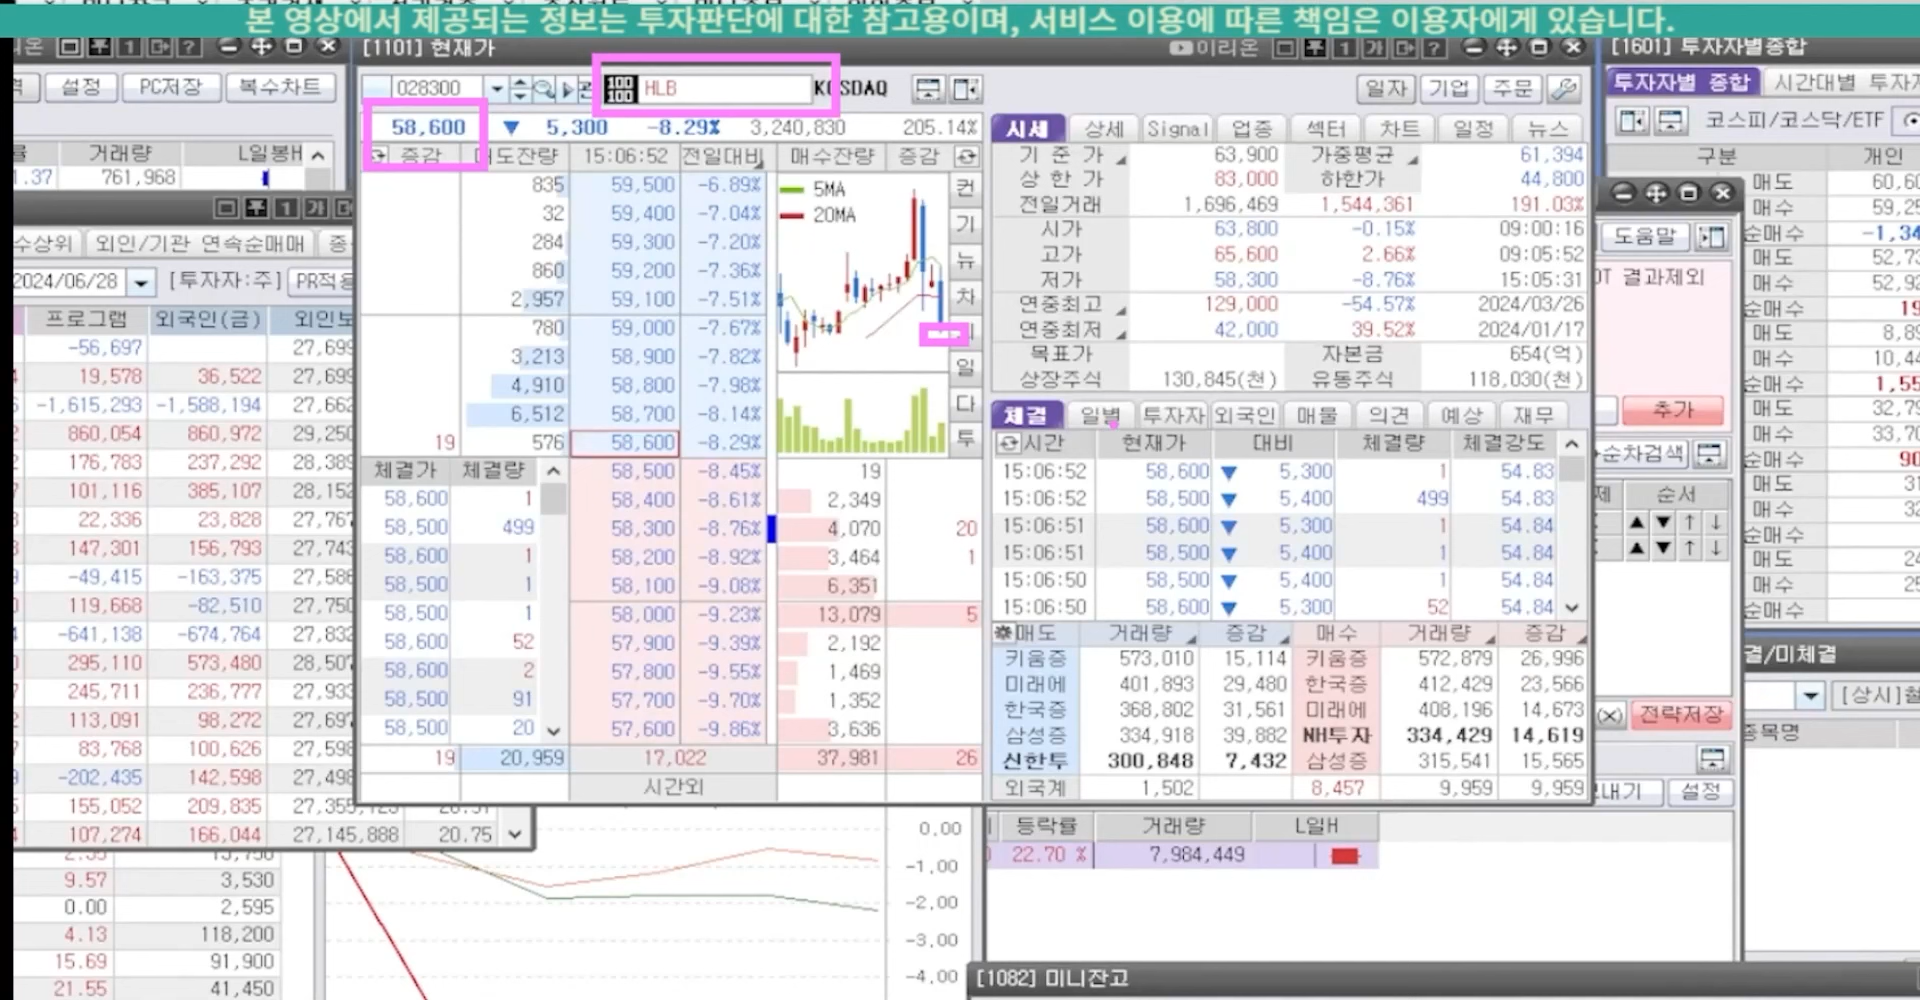 본 영상에서 제공되는 정보는 투자판단에 대한 참고용이며, 서비스 이용에 따른 책임은 이용자에게 있습니다.
[1101] 현재가
이리온
[1601] 투자자별종합
설정 PC저장 복수차트
거래량 L일봉H
1.37 761,968
028300 HLB KOSDAQ 일자 기업 주문
58,600 ▼ 5,300 -8.29% 3,240,830 205.14%
증감 매도잔량 15:06:52 전일대비 매수잔량 증감
835 59,500 -6.89%
32 59,400 -7.04%
284 59,300 -7.20%
860 59,200 -7.36%
2,957 59,100 -7.51%
780 59,000 -7.67%
3,213 58,900 -7.82%
4,910 58,800 -7.98%
6,512 58,700 -8.14%
19 576 58,600 -8.29%
58,500 -8.45% 19
58,400 -8.61% 2,349
58,300 -8.76% 4,070 20
58,200 -8.92% 3,464 1
58,100 -9.08% 6,351
58,000 -9.23% 13,079 5
57,900 -9.39% 2,192
57,800 -9.55% 1,469
57,700 -9.70% 1,352
57,600 -9.86% 3,636
19 20,959 17,022 37,981 26
시간외
5MA
20MA
컨
기
뉴
차
일
다
투
체결가 체결량
58,600 1
58,500 499
58,600 1
58,500 1
58,500 1
58,600 52
58,600 2
58,500 91
58,500 20
시세 상세 Signal 업종 섹터 차트 일정 뉴스
기준가 63,900 가중평균 61,394
상한가 83,000 하한가 44,800
전일거래 1,696,469 1,544,361 191.03%
시가 63,800 -0.15% 09:00:16
고가 65,600 2.66% 09:05:52
저가 58,300 -8.76% 15:05:31
연중최고 129,000 -54.57% 2024/03/26
연중최저 42,000 39.52% 2024/01/17
목표가 자본금 654(억)
상장주식 130,845(천) 유동주식 118,030(천)
체결 일별 투자자 외국인 매물 의견 예상 재무
시간 현재가 대비 체결량 체결강도
15:06:52 58,600 ▼ 5,300 1 54.83
15:06:52 58,500 ▼ 5,400 499 54.83
15:06:51 58,600 ▼ 5,300 1 54.84
15:06:51 58,500 ▼ 5,400 1 54.84
15:06:50 58,500 ▼ 5,400 1 54.84
15:06:50 58,600 ▼ 5,300 52 54.84
매도 거래량 증감 매수 거래량 증감
키움증 573,010 15,114 키움증 572,879 26,996
미래에 401,893 29,480 한국증 412,429 23,566
한국증 368,802 31,561 미래에 408,196 14,673
삼성증 334,918 39,882 NH투자 334,429 14,619
신한투 300,848 7,432 삼성증 315,541 15,565
외국계 1,502 8,457 9,959 9,959
수상위 외인/기관 연속순매매
2024/06/28 [투자자:주] PR적용
프로그램 외국인(금) 외인보
-56,697 27,699
19,578 36,522 27,699
-1,615,293 -1,588,194 27,662
860,054 860,972 29,250
176,783 237,292 28,389
101,116 385,107 28,152
22,336 23,828 27,767
147,301 156,793 27,743
-49,415 -163,375 27,586
119,668 -82,510 27,750
-641,138 -674,764 27,832
295,110 573,480 28,507
245,711 236,777 27,933
113,091 98,272 27,697
83,768 100,626 27,598
-202,435 142,598 27,498
155,052 209,835 27,355
107,274 166,044 27,145,888 20.75
9.57 3,530
0.00 2,595
4.13 118,200
15.69 91,900
21.55 41,450
0.00
-1.00
-2.00
-3.00
-4.00
등락률 거래량 L일H
22.70 % 7,984,449
[1082] 미니잔고
투자자별 종합 시간대별 투자자
코스피/코스닥/ETF
구분 개인
매도
매수
순매수
매도
매수
순매수
매도
매수
순매수
매도
매수
순매수
매도
매수
순매수
매도
매수
순매수
도움말
결과제외
추가
순차검색
순서
▲ ▼ ↑ ↓
▲ ▼ ↑ ↓
결/미체결
전략저장
종목명
내기 설정